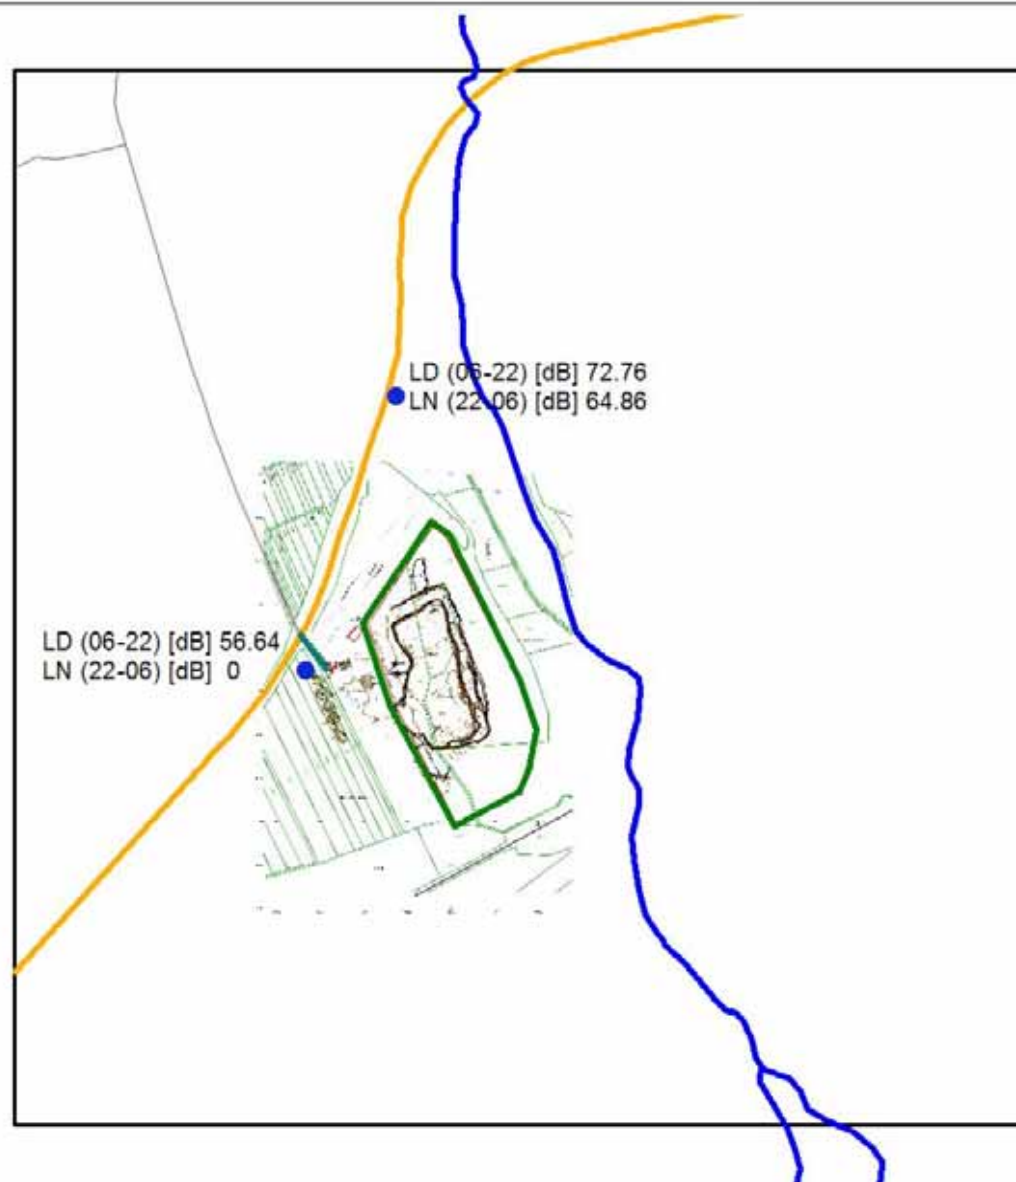 LD (06-22) [dB] 72.76
LN (22-06) [dB] 64.86
LD (06-22) [dB] 56.64
LN (22-06) [dB] 0